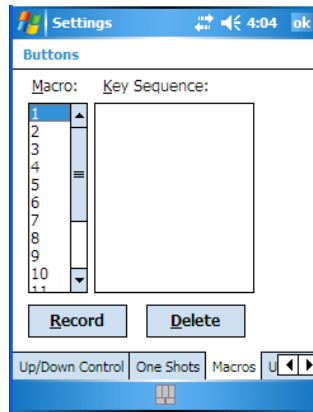 Settings 4:04 ok
Buttons
Macro: Key Sequence:
1
2
3
4
5
6
7
8
9
10
11
Record Delete
Up/Down Control One Shots Macros U